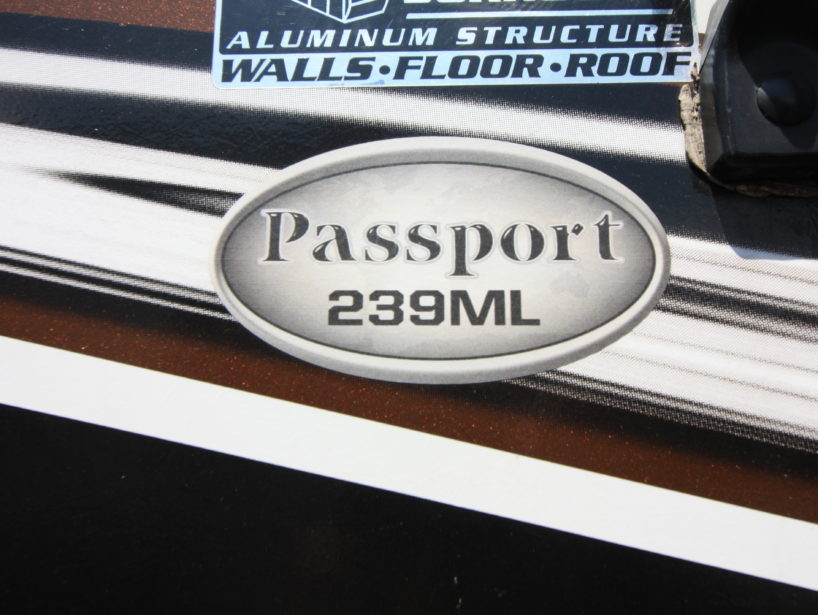 ALUMINUM STRUCTURE
WALLS•FLOOR•ROOF
Passport
239ML